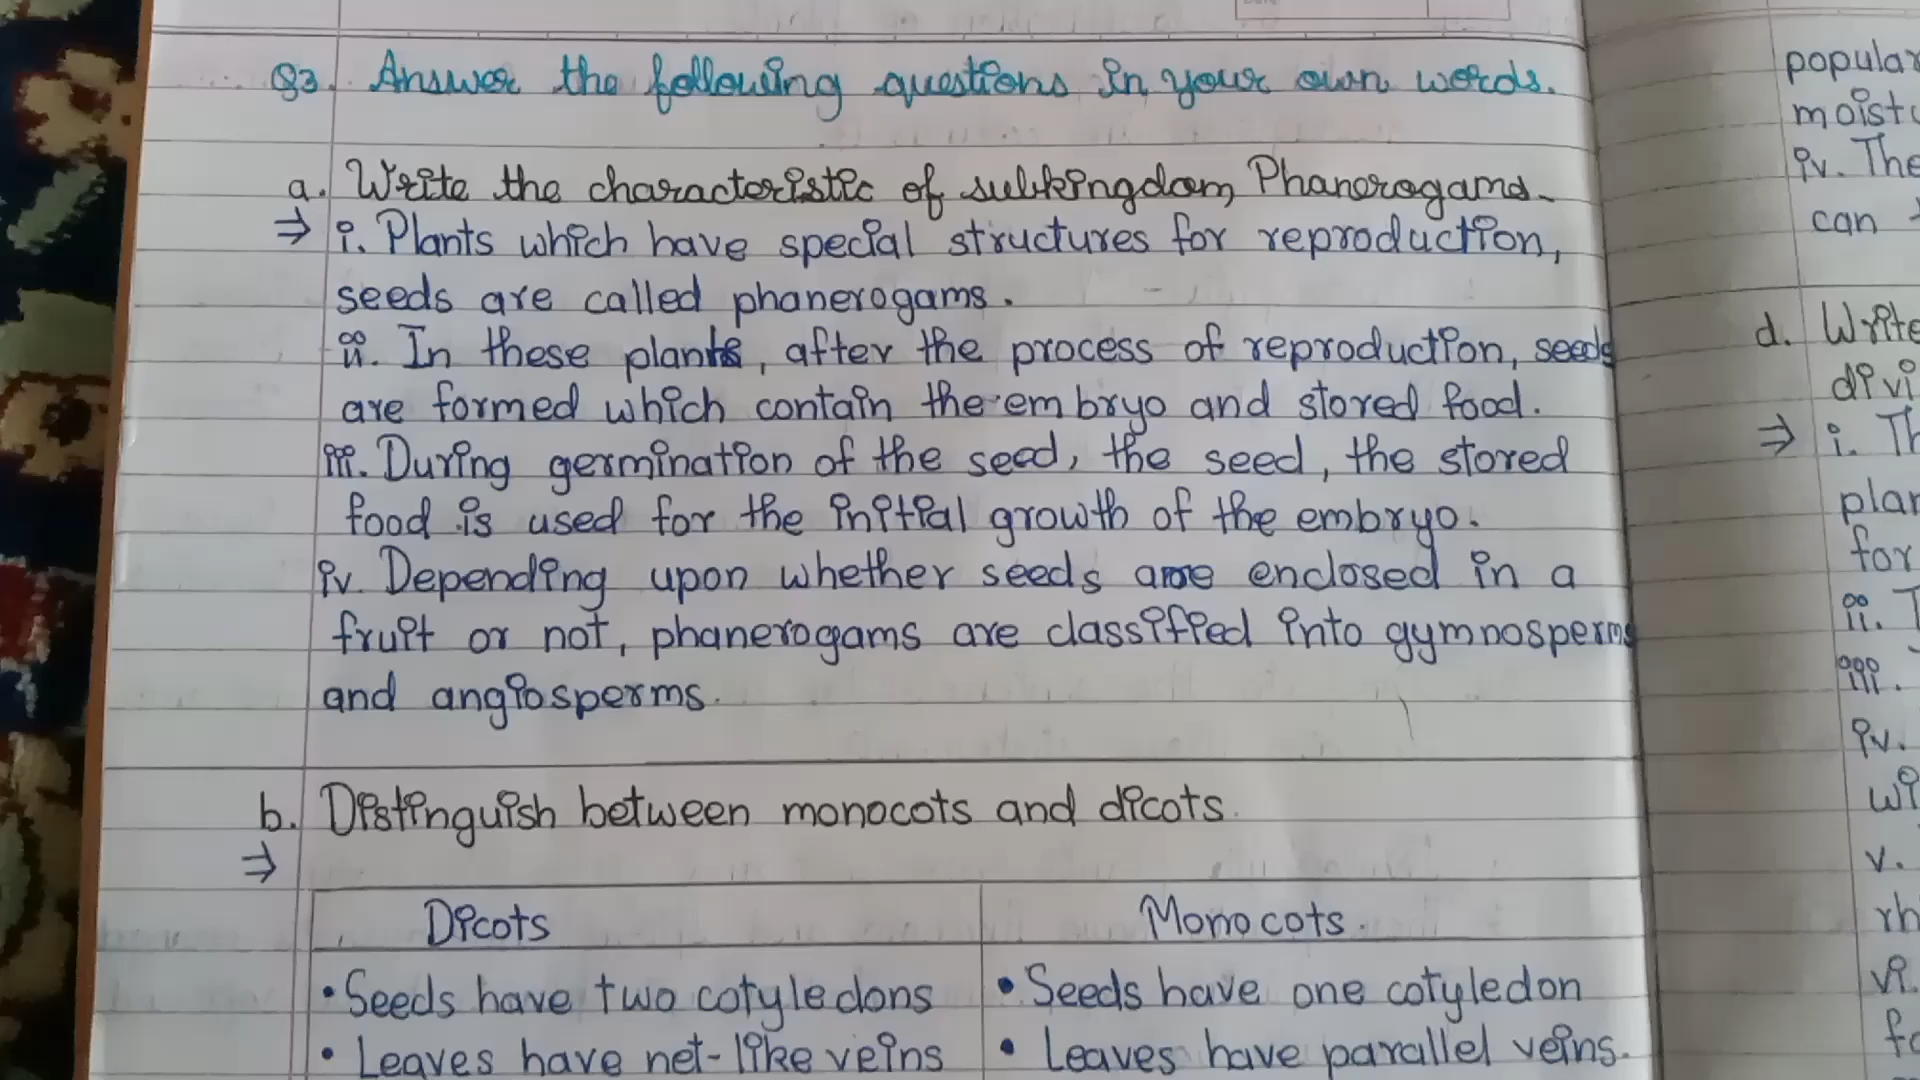 Q3. Answer the following questions in your own words.
a. Write the characteristic of subkingdom Phanerogams.
⇒ i. Plants which have special structures for reproduction,
seeds are called phanerogams.
ii. In these plants, after the process of reproduction, seeds
are formed which contain the embryo and stored food.
iii. During germination of the seed, the seed, the stored
food is used for the initial growth of the embryo.
iv. Depending upon whether seeds are enclosed in a
fruit or not, phanerogams are classified into gymnosperms
and angiosperms.
b. Distinguish between monocots and dicots.
⇒
Dicots Monocots.
• Seeds have two cotyledons • Seeds have one cotyledon
• Leaves have net-like veins • Leaves have parallel veins.
popular
iv. The
can
d. Write
divi
⇒ i. Th
plan
for
ii. T
iii.
iv.
wi
v.
rh
vi.
fo